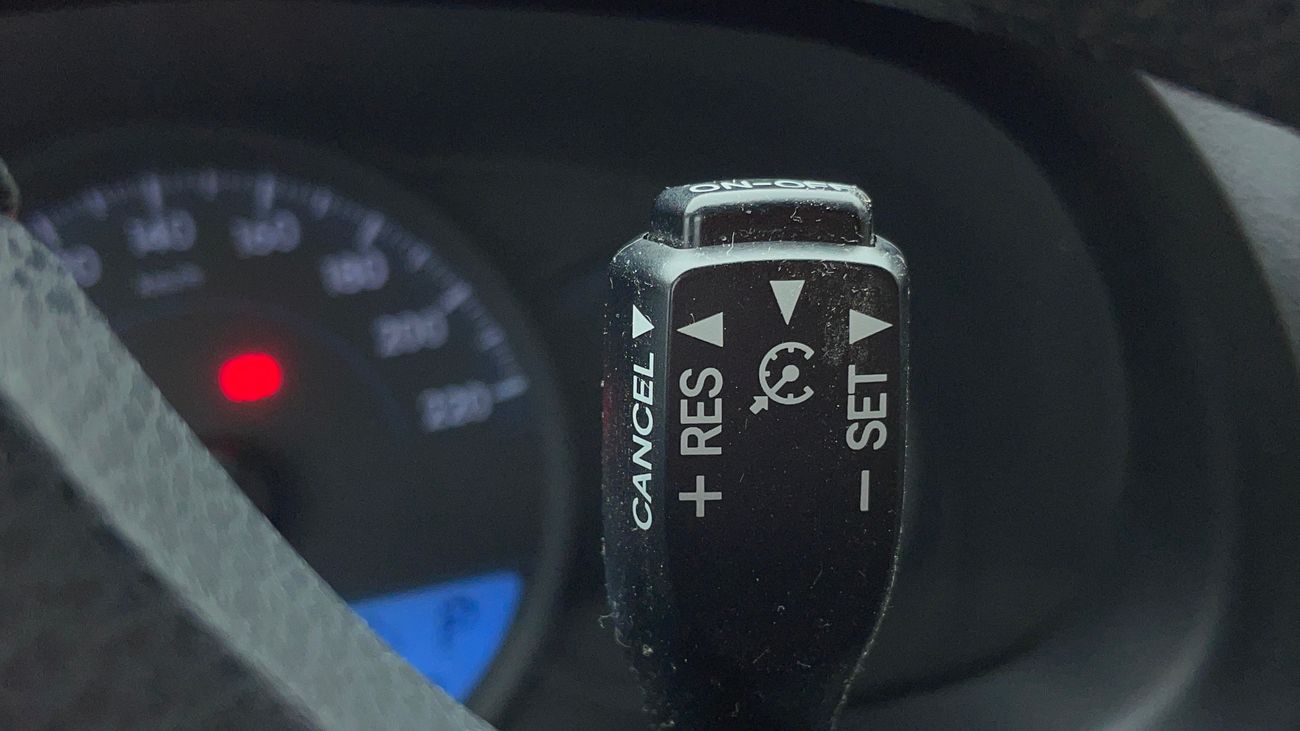 ON-OFF
CANCEL
+ RES
− SET
140
160
180
200
220
P